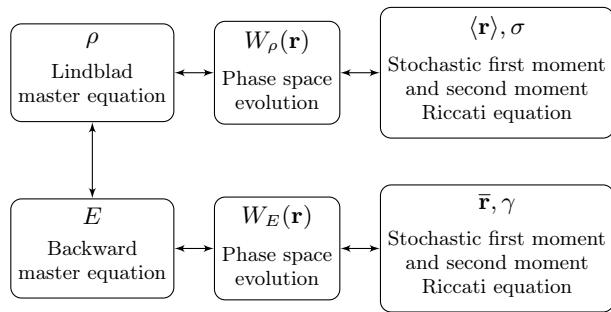 ρ
Lindblad
master equation
W_ρ(r)
Phase space
evolution
⟨r⟩, σ
Stochastic first moment
and second moment
Riccati equation
E
Backward
master equation
W_E(r)
Phase space
evolution
r̄, γ
Stochastic first moment
and second moment
Riccati equation